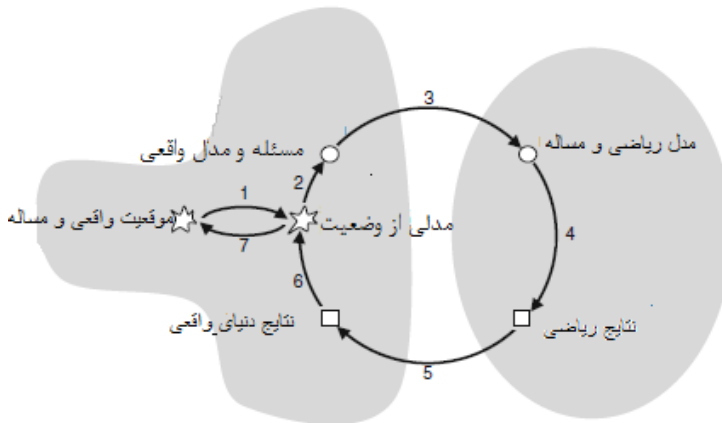 3
مسئله و مدل واقعی
مدل ریاضی و مساله
2
1
موقعیت واقعی و مساله
مدلی از وضعیت
7
4
6
نتایج دنیای واقعی
نتایج ریاضی
5